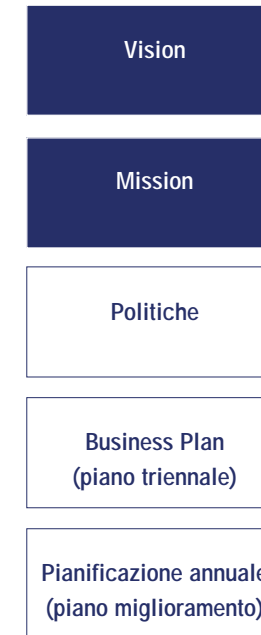 Vision
Mission
Politiche
Business Plan
(piano triennale)
Pianificazione annuale
(piano miglioramento)